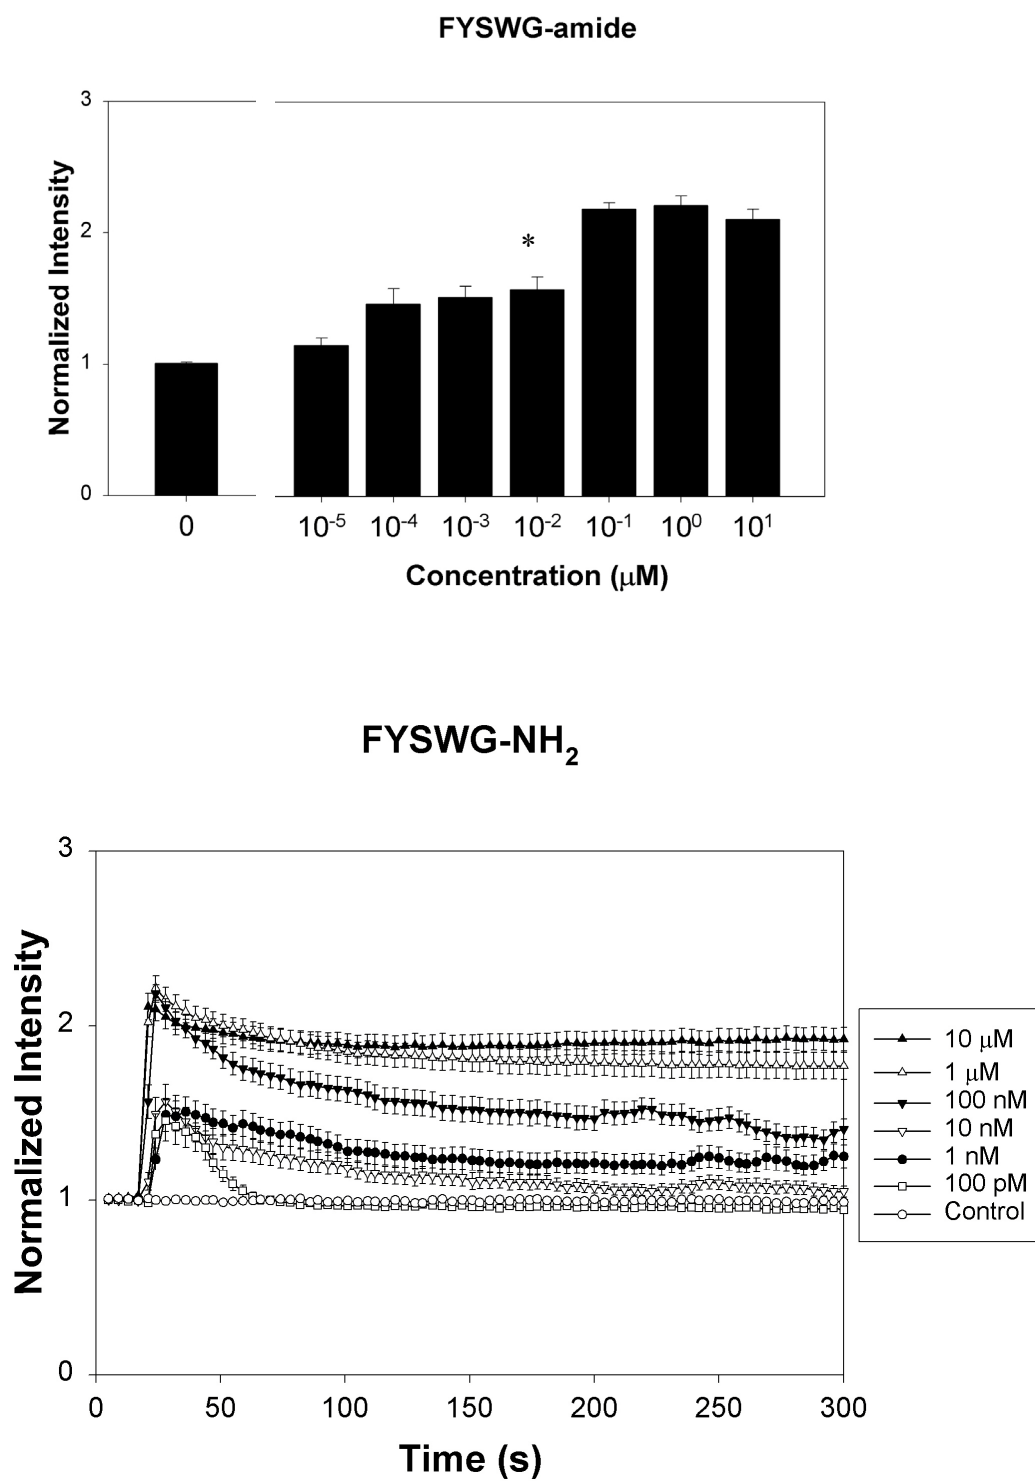 FYSWG-amide
3
2
1
0
Normalized Intensity
*
0 10⁻⁵ 10⁻⁴ 10⁻³ 10⁻² 10⁻¹ 10⁰ 10¹
Concentration (μM)
FYSWG-NH₂
3
2
1
0
Normalized Intensity
0 50 100 150 200 250 300
Time (s)
10 μM
1 μM
100 nM
10 nM
1 nM
100 pM
Control